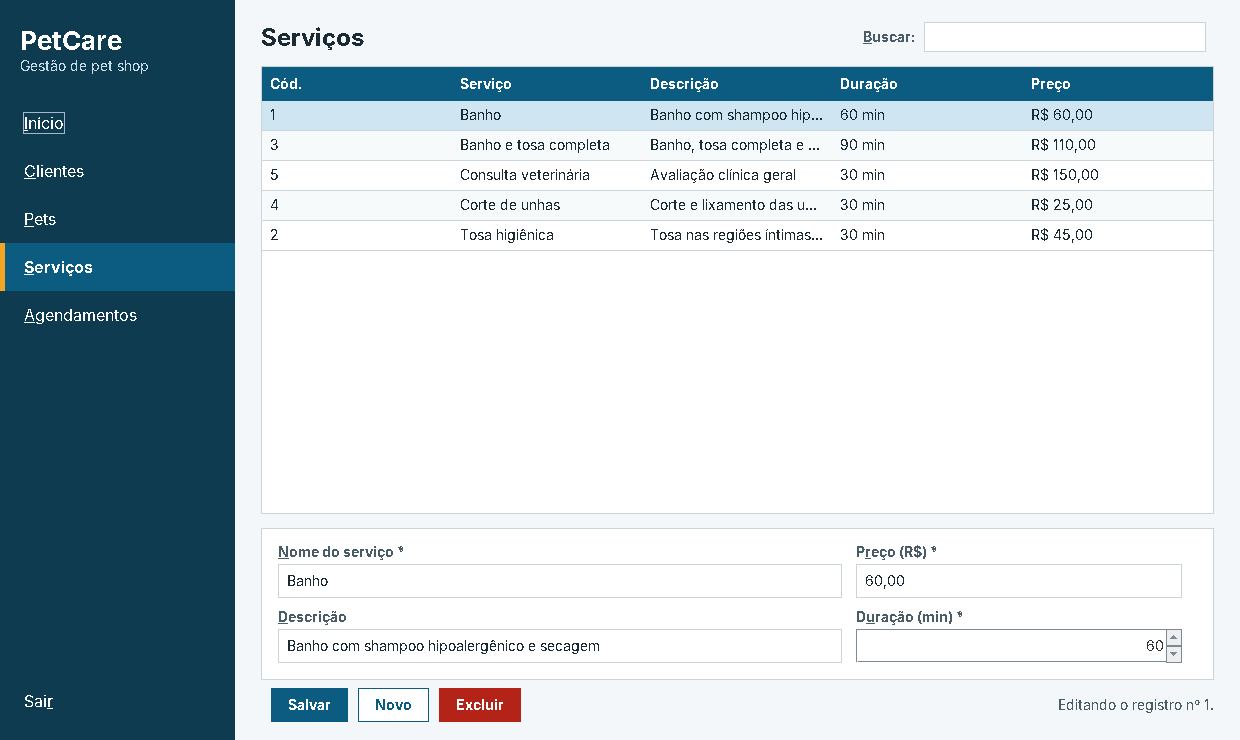 PetCare
Gestão de pet shop
Início
Clientes
Pets
Serviços
Agendamentos
Sair
Serviços
Buscar:
Cód. Serviço Descrição Duração Preço
1 Banho Banho com shampoo hip... 60 min R$ 60,00
3 Banho e tosa completa Banho, tosa completa e ... 90 min R$ 110,00
5 Consulta veterinária Avaliação clínica geral 30 min R$ 150,00
4 Corte de unhas Corte e lixamento das u... 30 min R$ 25,00
2 Tosa higiênica Tosa nas regiões íntimas... 30 min R$ 45,00
Nome do serviço * Preço (R$) *
Banho 60,00
Descrição Duração (min) *
Banho com shampoo hipoalergênico e secagem 60
Salvar Novo Excluir Editando o registro nº 1.